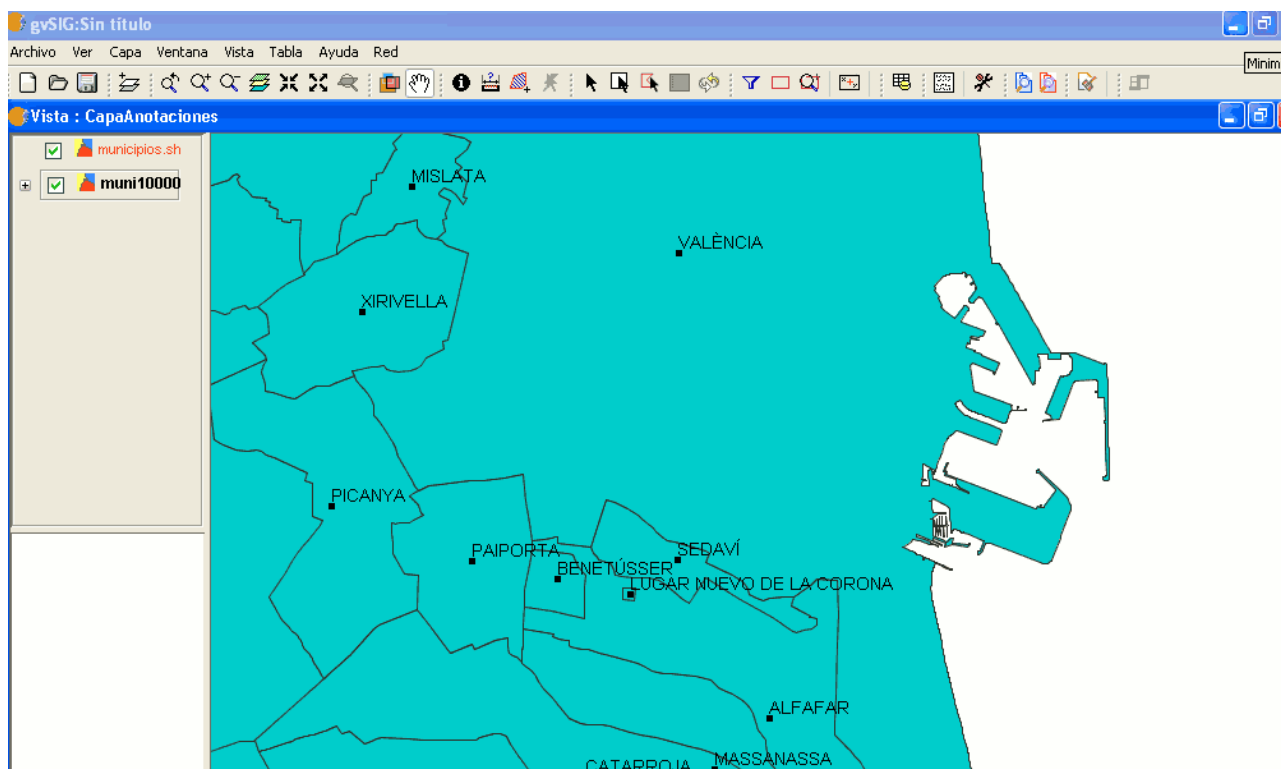 gvSIG:Sin título
Archivo Ver Capa Ventana Vista Tabla Ayuda Red
Minim
Vista : CapaAnotaciones
municipios.sh
muni10000
MISLATA
VALÈNCIA
XIRIVELLA
PICANYA
PAIPORTA
SEDAVÍ
BENETÚSSER
LUGAR NUEVO DE LA CORONA
ALFAFAR
MASSANASSA
CATARROJA